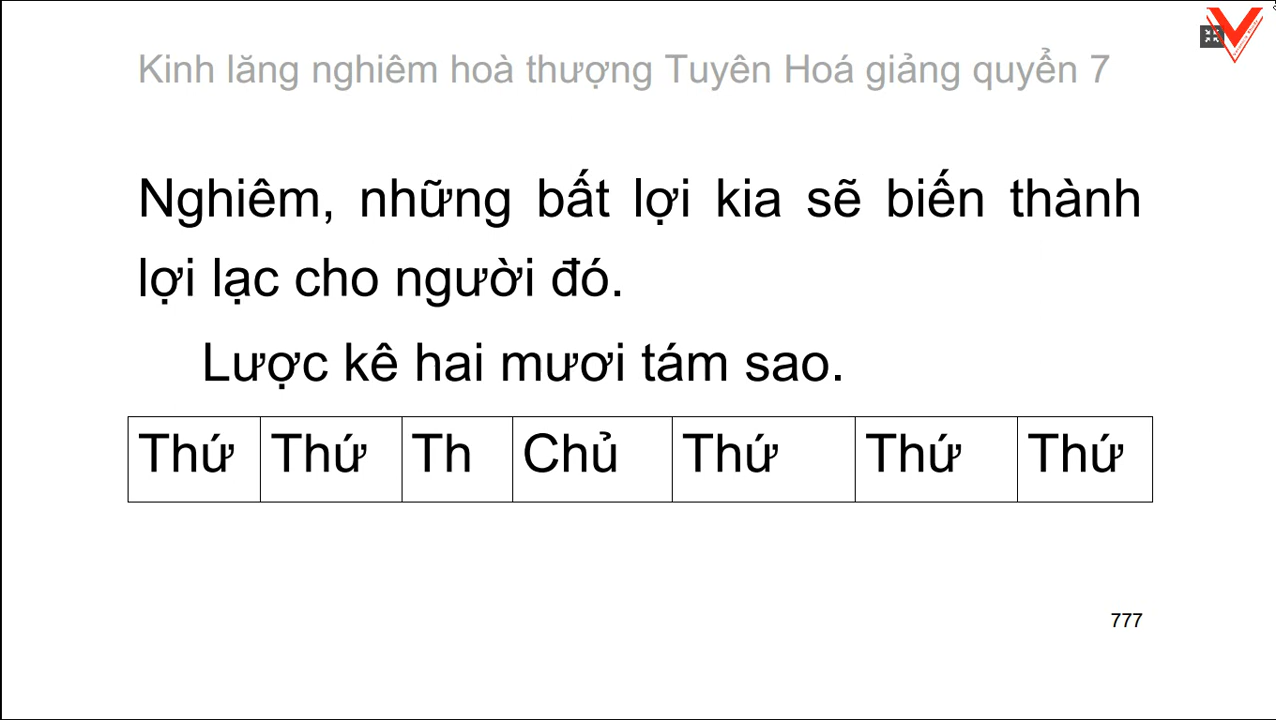 Kinh lăng nghiêm hoà thượng Tuyên Hoá giảng quyển 7
Nghiêm, những bất lợi kia sẽ biến thành
lợi lạc cho người đó.
Lược kê hai mươi tám sao.
Thứ Thứ Th Chủ Thứ Thứ Thứ
777